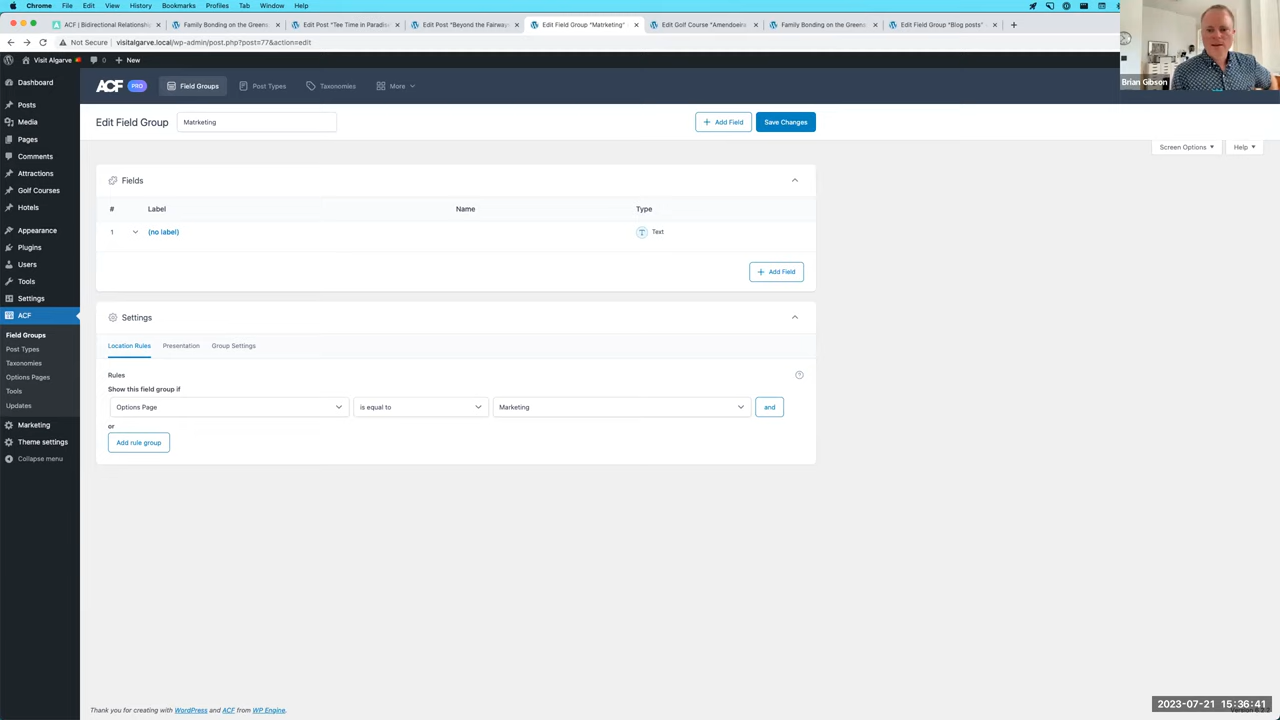 Chrome File Edit View History Bookmarks Profiles Tab Window Help
ACF | Bidirectional Relationsh
Family Bonding on the Greens
Edit Post "Tee Time in Paradis
Edit Post "Beyond the Fairway
Edit Field Group "Matrketing"
Edit Golf Course "Amendoeira
Family Bonding on the Greens
Edit Field Group "Blog posts"
Not Secure visitalgarve.local/wp-admin/post.php?post=77&action=edit
Visit Algarve 0 New
Brian Gibson
Dashboard
Posts
Media
Pages
Comments
Attractions
Golf Courses
Hotels
Appearance
Plugins
Users
Tools
Settings
ACF
Field Groups
Post Types
Taxonomies
Options Pages
Tools
Updates
Marketing
Theme settings
Collapse menu
ACF PRO Field Groups Post Types Taxonomies More
Edit Field Group Matrketing + Add Field Save Changes
Screen Options Help
Fields
# Label Name Type
1 (no label) Text
+ Add Field
Settings
Location Rules Presentation Group Settings
Rules
Show this field group if
Options Page is equal to Marketing and
or
Add rule group
Thank you for creating with WordPress and ACF from WP Engine.
2023-07-21 15:36:41